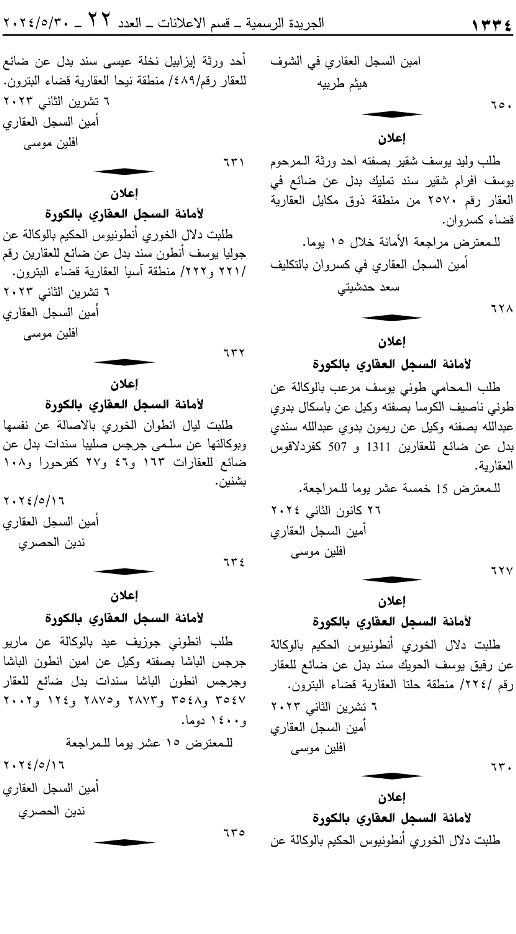 ١٣٣٤
الجريدة الرسمية ــ قسم الاعلانات ــ العدد ٢٢ ــ ٢٠٢٤/٥/٣٠
امين السجل العقاري في الشوف
هيثم طربيه
٦٥٠
إعلان
طلب وليد يوسف شقير بصفته احد ورثة المرحوم
يوسف افرام شقير سند تمليك بدل عن ضائع في
العقار رقم ٢٥٧٠ من منطقة ذوق مكايل العقارية
قضاء كسروان.
للمعترض مراجعة الأمانة خلال ١٥ يوما.
أمين السجل العقاري في كسروان بالتكليف
سعد حدشيتي
٦٢٨
إعلان
لأمانة السجل العقاري بالكورة
طلب المحامي طوني يوسف مرعب بالوكالة عن
طوني ناصيف الكوسا بصفته وكيل عن باسكال بدوي
عبدالله بصفته وكيل عن ريمون بدوي عبدالله سندي
بدل عن ضائع للعقارين 1311 و 507 كفردلاقوس
العقارية.
للمعترض 15 خمسة عشر يوما للمراجعة.
٢٦ كانون الثاني ٢٠٢٤
أمين السجل العقاري
افلين موسى
٦٢٧
إعلان
لأمانة السجل العقاري بالكورة
طلبت دلال الخوري أنطونيوس الحكيم بالوكالة
عن رفيق يوسف الحويك سند بدل عن ضائع للعقار
رقم /٢٢٤/ منطقة حلتا العقارية قضاء البترون.
٦ تشرين الثاني ٢٠٢٣
أمين السجل العقاري
افلين موسى
٦٣٠
إعلان
لأمانة السجل العقاري بالكورة
طلبت دلال الخوري أنطونيوس الحكيم بالوكالة عن
أحد ورثة إيزابيل نخلة عيسى سند بدل عن ضائع
للعقار رقم/٤٨٩/ منطقة نيحا العقارية قضاء البترون.
٦ تشرين الثاني ٢٠٢٣
أمين السجل العقاري
افلين موسى
٦٣١
إعلان
لأمانة السجل العقاري بالكورة
طلبت دلال الخوري أنطونيوس الحكيم بالوكالة عن
جوليا يوسف أنطون سند بدل عن ضائع للعقارين رقم
/٢٢١ و٢٢٢/ منطقة آسيا العقارية قضاء البترون.
٦ تشرين الثاني ٢٠٢٣
أمين السجل العقاري
افلين موسى
٦٣٢
إعلان
لأمانة السجل العقاري بالكورة
طلبت ليال انطوان الخوري بالاصالة عن نفسها
وبوكالتها عن سلمى جرجس صليبا سندات بدل عن
ضائع للعقارات ١٦٣ و٤٦ و٢٧ كفرحورا و١٠٨
بشنين.
٢٠٢٤/٥/١٦
أمين السجل العقاري
ندين الحصري
٦٣٤
إعلان
لأمانة السجل العقاري بالكورة
طلب انطوني جوزيف عيد بالوكالة عن ماريو
جرجس الباشا بصفته وكيل عن امين انطون الباشا
وجرجس انطون الباشا سندات بدل ضائع للعقار
٣٥٤٧ و٣٥٤٨ و٢٨٧٣ و٢٨٧٥ و١٢٤ و٢٠٠٢
و١٤٠٠ دوما.
للمعترض ١٥ عشر يوما للمراجعة
٢٠٢٤/٥/١٦
أمين السجل العقاري
ندين الحصري
٦٣٥